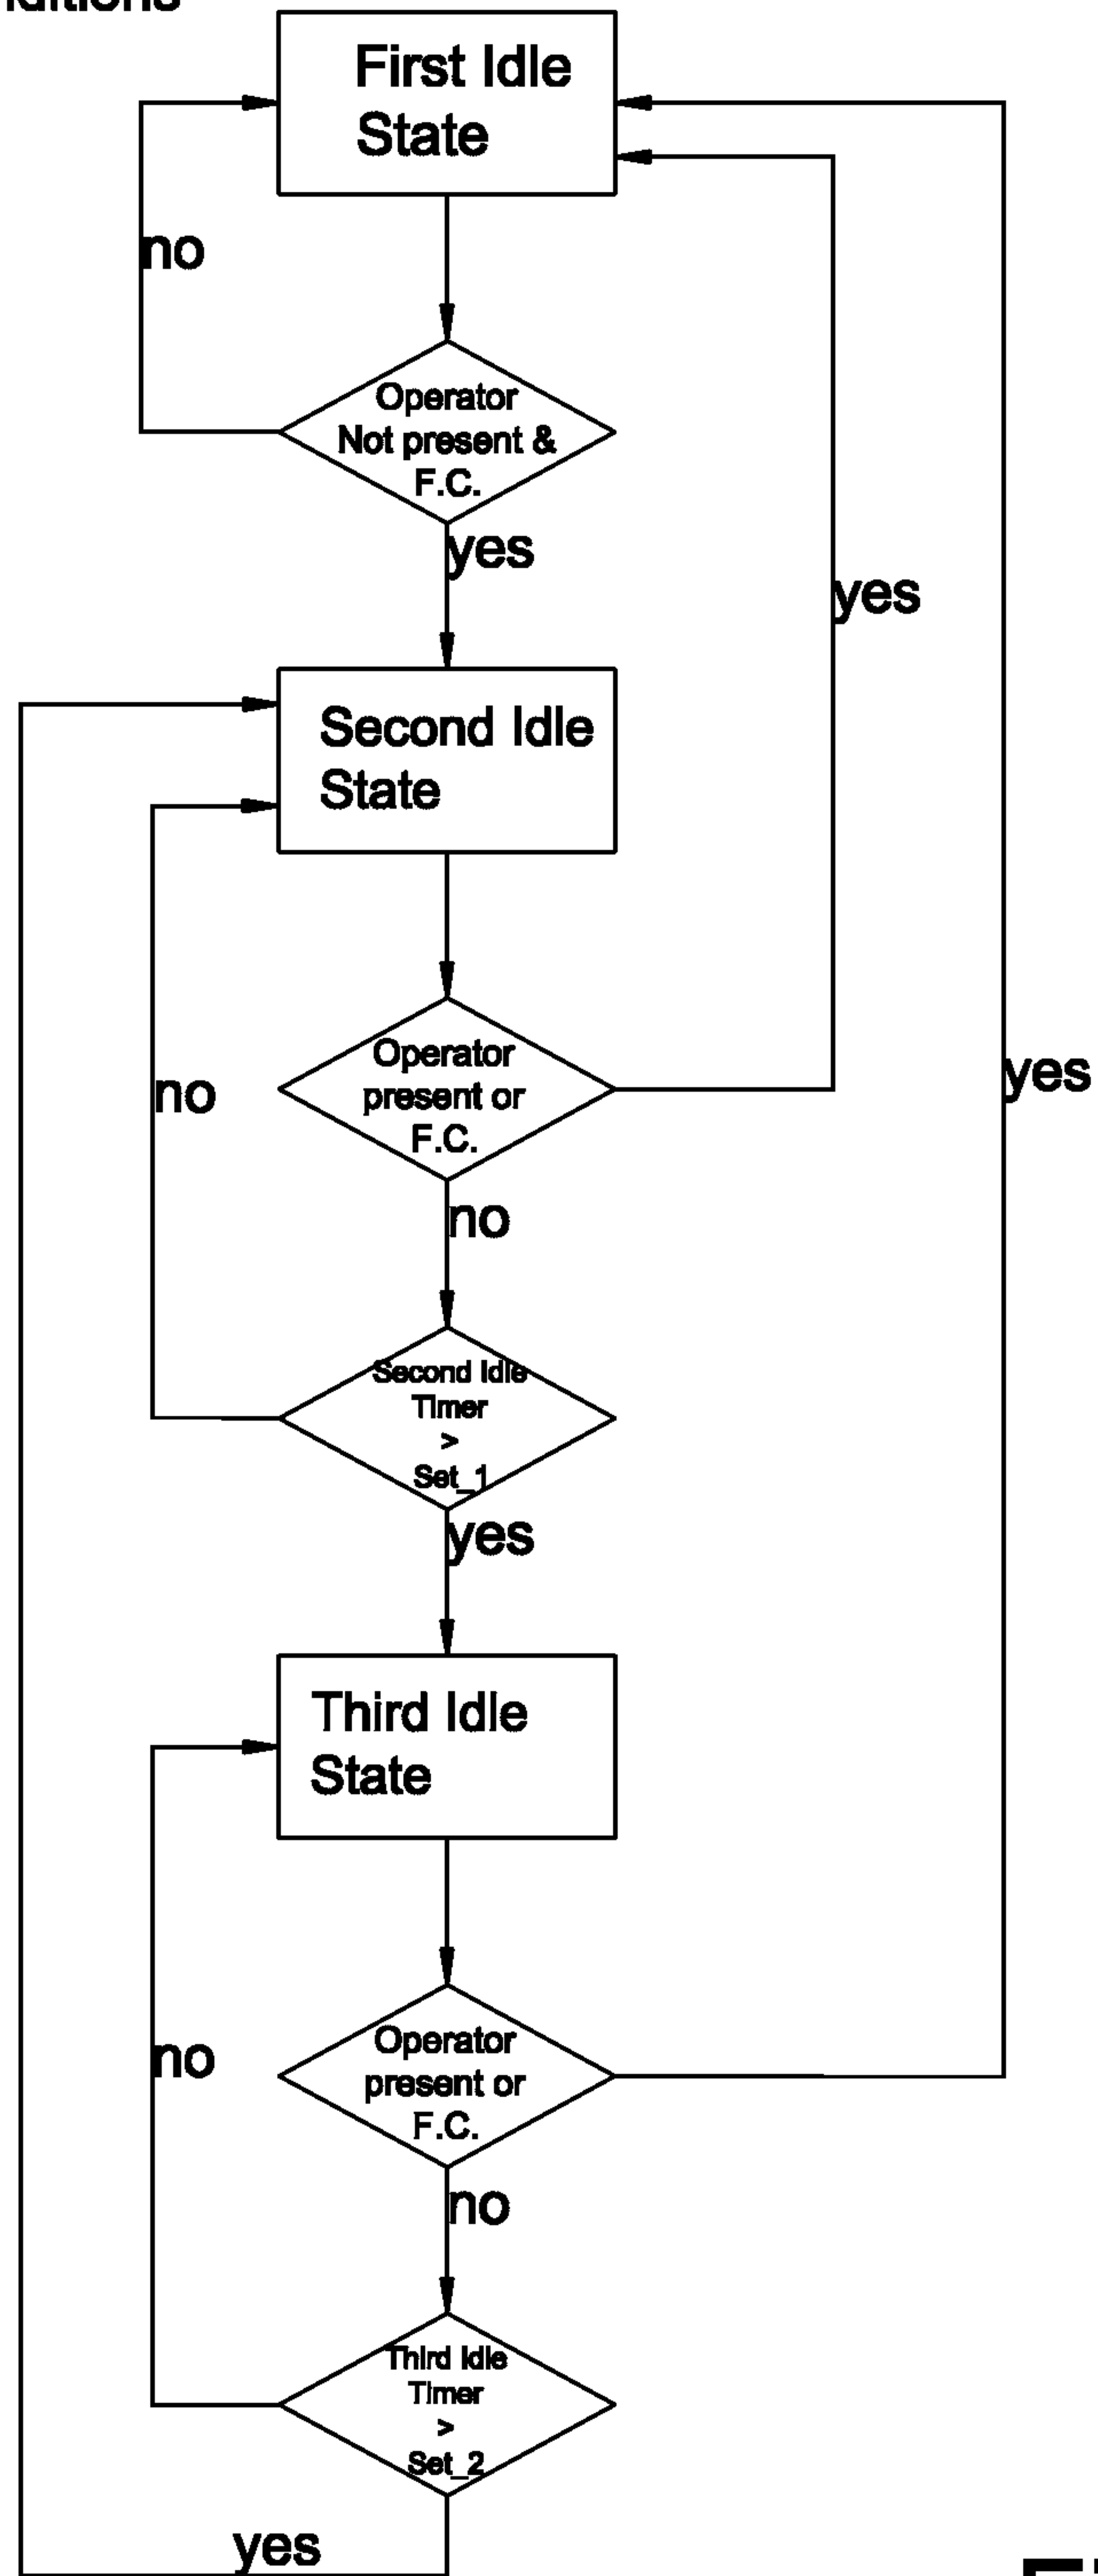 First Idle
State
no
Operator
Not present &
F.C.
yes
yes
Second Idle
State
Operator
present or
F.C.
yes
no
no
Second Idle
Timer
>
Set_1
yes
Third Idle
State
Operator
present or
F.C.
no
no
Third Idle
Timer
>
Set_2
yes